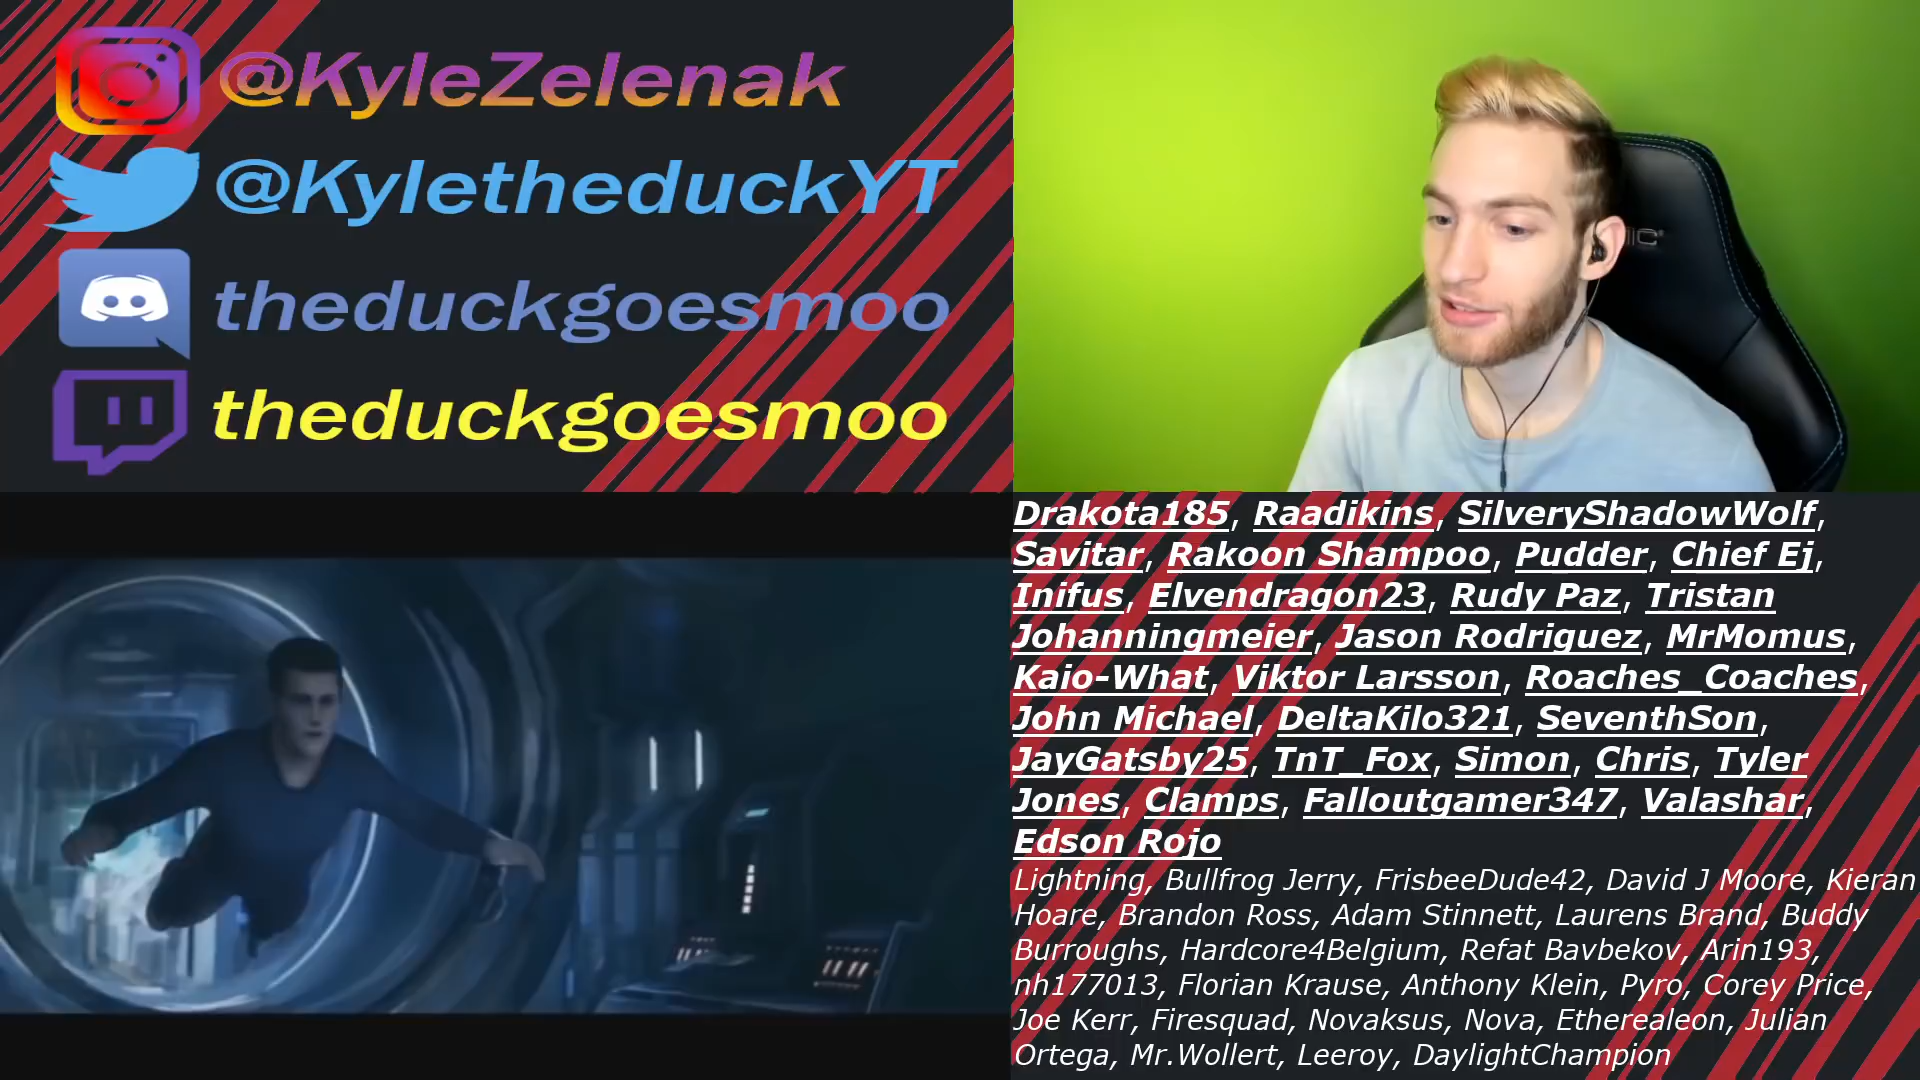 @KyleZelenak
@KyletheduckYT
theduckgoesmoo
theduckgoesmoo
Drakota185, Raadikins, SilveryShadowWolf,
Savitar, Rakoon Shampoo, Pudder, Chief Ej,
Inifus, Elvendragon23, Rudy Paz, Tristan
Johanningmeier, Jason Rodriguez, MrMomus,
Kaio-What, Viktor Larsson, Roaches_Coaches,
John Michael, DeltaKilo321, SeventhSon,
JayGatsby25, TnT_Fox, Simon, Chris, Tyler
Jones, Clamps, Falloutgamer347, Valashar,
Edson Rojo
Lightning, Bullfrog Jerry, FrisbeeDude42, David J Moore, Kieran
Hoare, Brandon Ross, Adam Stinnett, Laurens Brand, Buddy
Burroughs, Hardcore4Belgium, Refat Bavbekov, Arin193,
nh177013, Florian Krause, Anthony Klein, Pyro, Corey Price,
Joe Kerr, Firesquad, Novaksus, Nova, Etherealeon, Julian
Ortega, Mr.Wollert, Leeroy, DaylightChampion